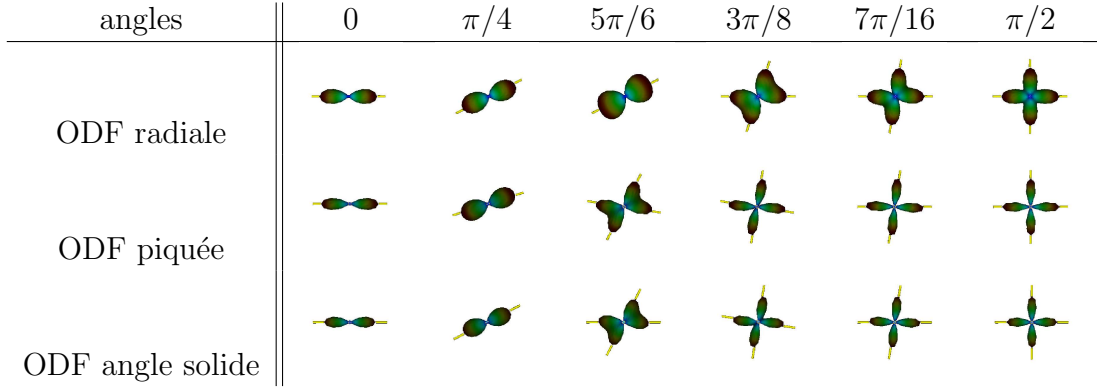 angles 0 π/4 5π/6 3π/8 7π/16 π/2
ODF radiale
ODF piquée
ODF angle solide